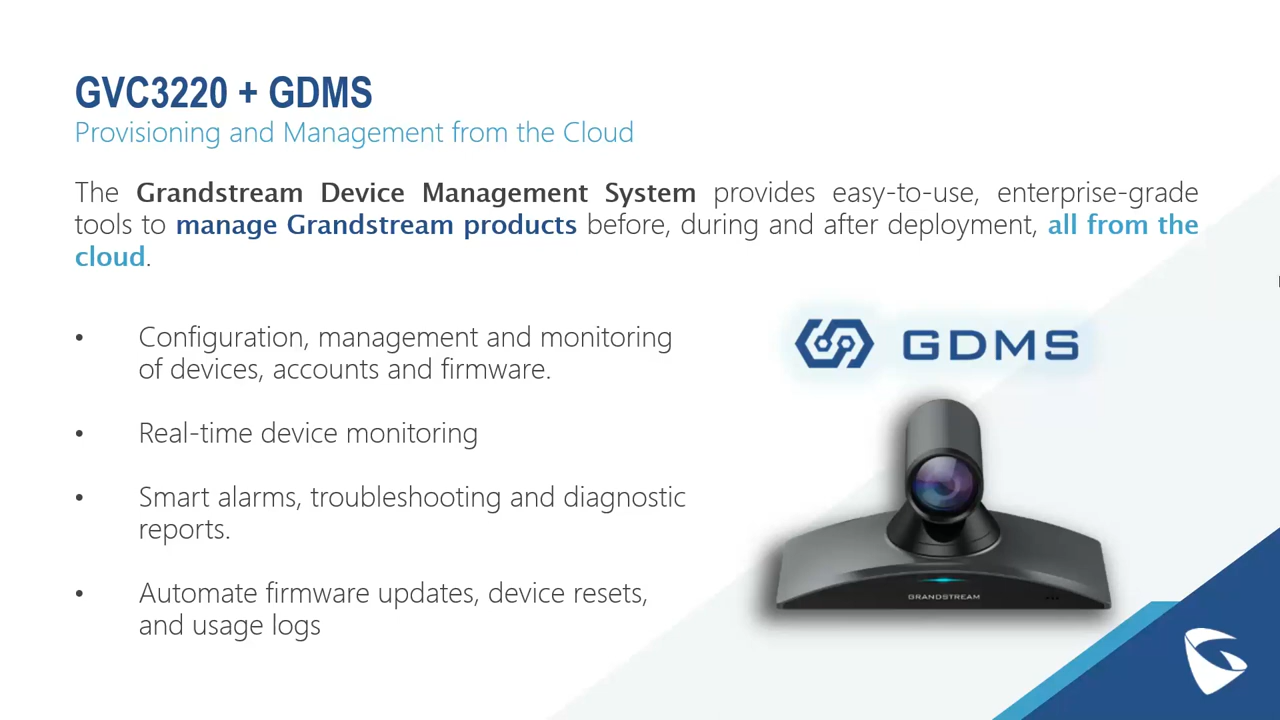 GVC3220 + GDMS
Provisioning and Management from the Cloud
The Grandstream Device Management System provides easy-to-use, enterprise-grade
tools to manage Grandstream products before, during and after deployment, all from the
cloud.
• Configuration, management and monitoring
of devices, accounts and firmware.
• Real-time device monitoring
• Smart alarms, troubleshooting and diagnostic
reports.
• Automate firmware updates, device resets,
and usage logs
GDMS
GRANDSTREAM